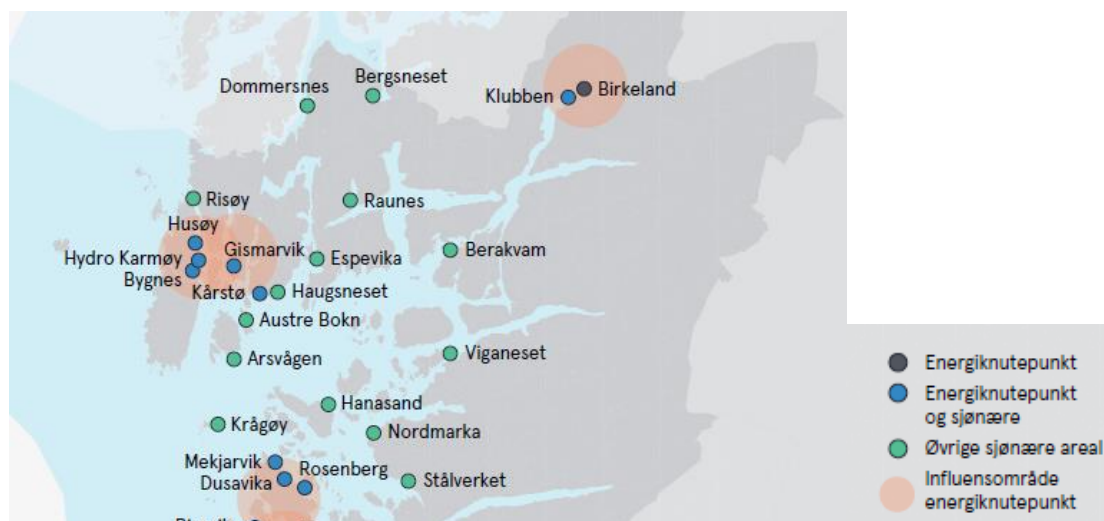 Bergsneset
Dommersnes
Klubben
Birkeland
Risøy
Raunes
Husøy
Gismarvik
Hydro Karmøy
Bygnes
Espevika
Berakvam
Kårstø
Haugsneset
Austre Bokn
Arsvågen
Viganeset
Hanasand
Krågøy
Nordmarka
Mekjarvik
Rosenberg
Dusavika
Stålverket
Energiknutepunkt
Energiknutepunkt
og sjønære
Øvrige sjønære areal
Influensområde
energiknutepunkt